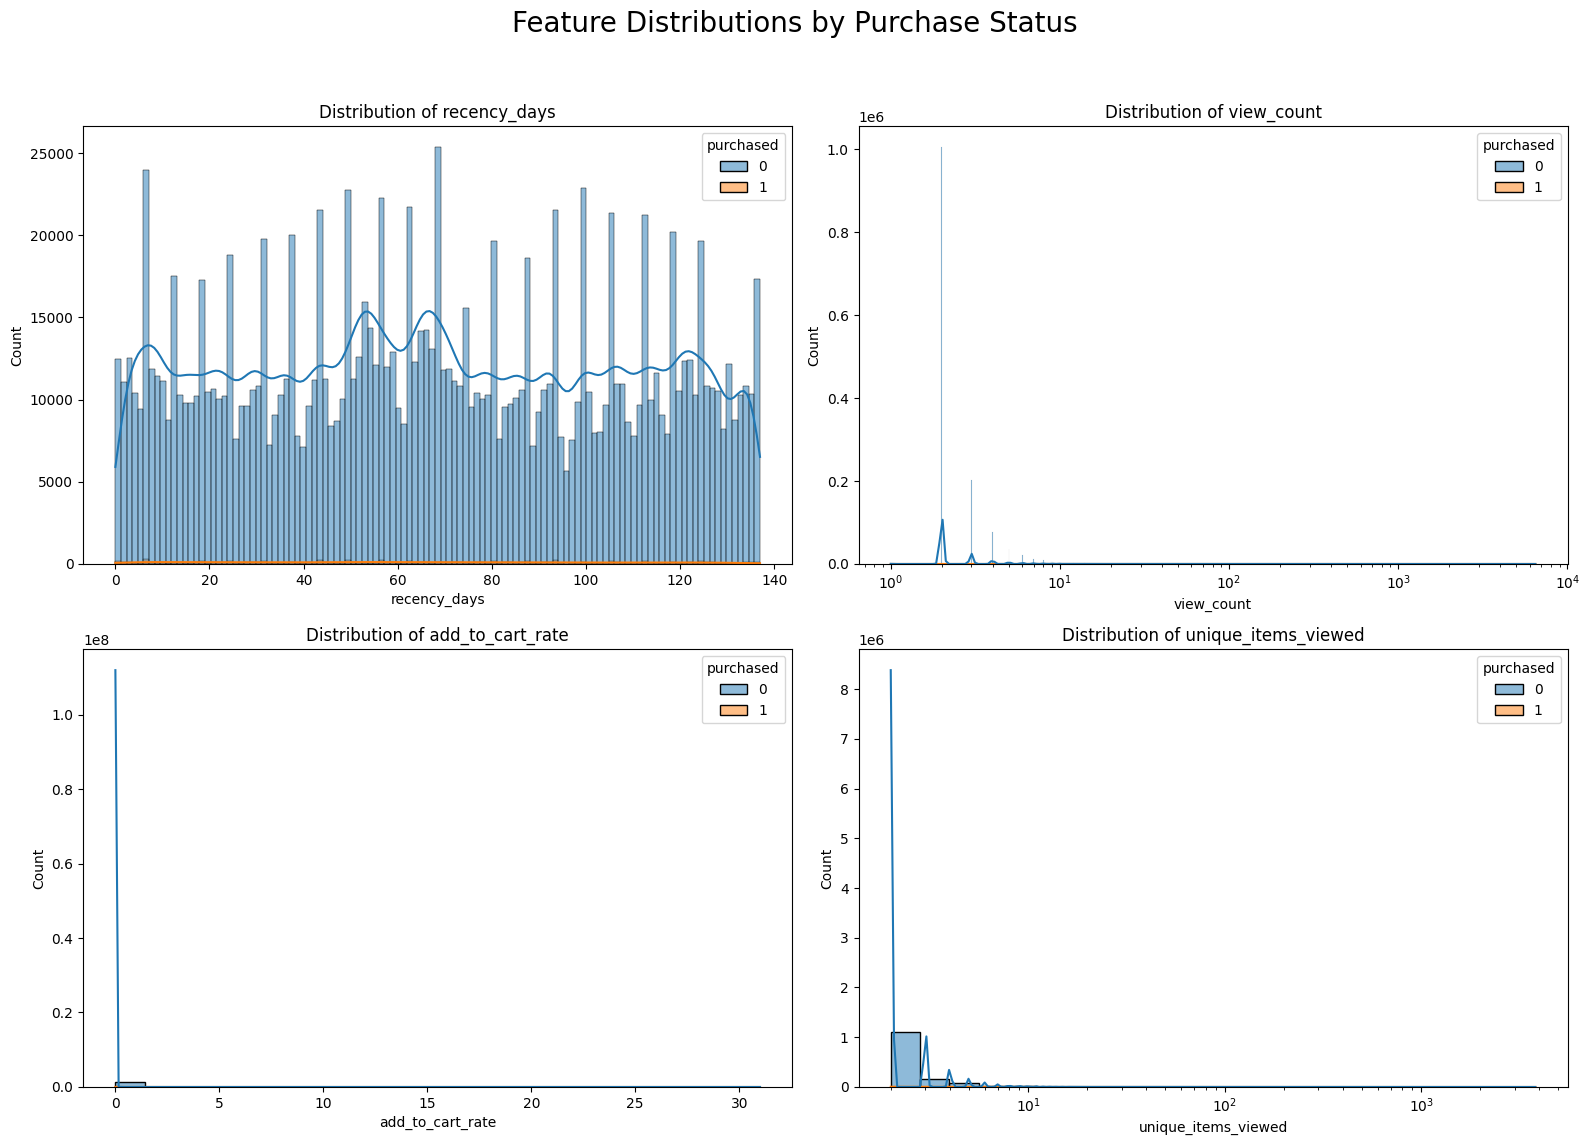 Feature Distributions by Purchase Status
Distribution of recency_days
purchased
0
1
Count
25000
20000
15000
10000
5000
0
0 20 40 60 80 100 120 140
recency_days
Distribution of view_count
1e6
purchased
0
1
Count
1.0
0.8
0.6
0.4
0.2
0.0
10⁰ 10¹ 10² 10³ 10⁴
view_count
Distribution of add_to_cart_rate
1e8
purchased
0
1
Count
1.0
0.8
0.6
0.4
0.2
0.0
0 5 10 15 20 25 30
add_to_cart_rate
Distribution of unique_items_viewed
1e6
purchased
0
1
Count
8
7
6
5
4
3
2
1
0
10¹ 10² 10³
unique_items_viewed